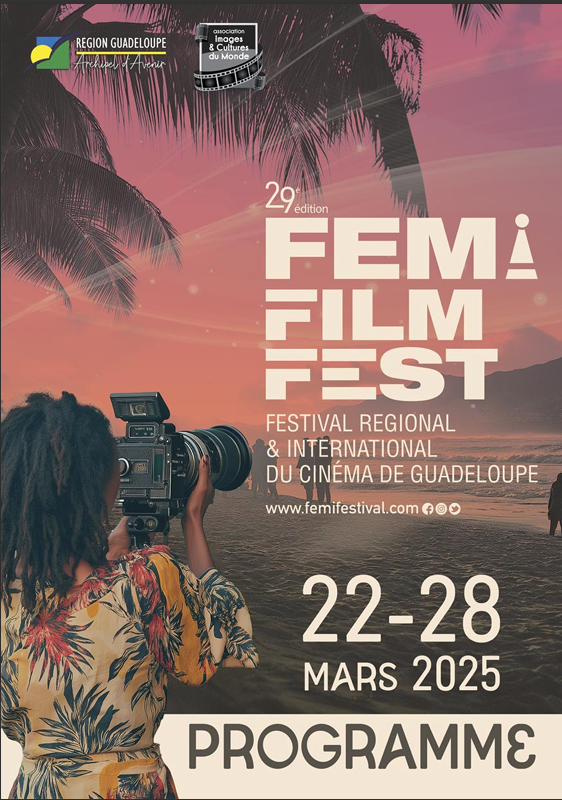 REGION GUADELOUPE
Archipel d'Avenir
association
Images
& Cultures
du Monde
29e édition
FEMI
FILM
FEST
FESTIVAL REGIONAL
& INTERNATIONAL
DU CINÉMA DE GUADELOUPE
www.femifestival.com
22-28
MARS 2025
PROGRAMME